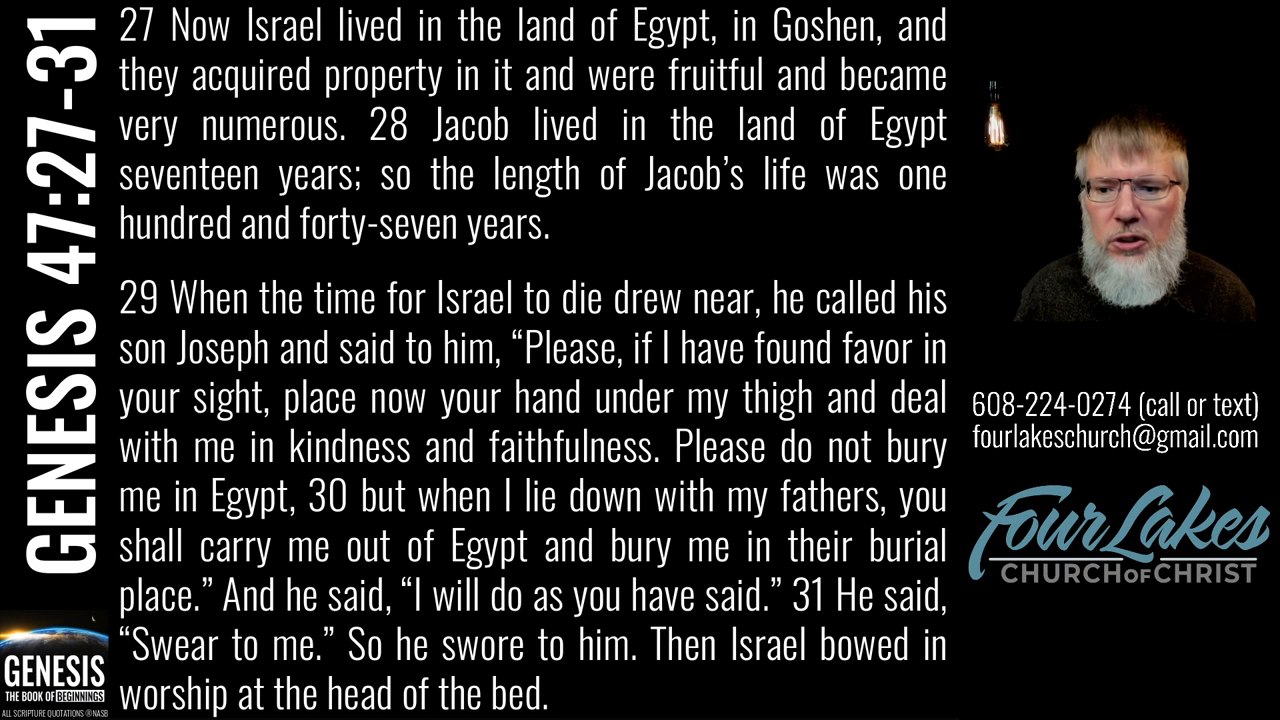 GENESIS 47:27-31
27 Now Israel lived in the land of Egypt, in Goshen, and
they acquired property in it and were fruitful and became
very numerous. 28 Jacob lived in the land of Egypt
seventeen years; so the length of Jacob’s life was one
hundred and forty-seven years.
29 When the time for Israel to die drew near, he called his
son Joseph and said to him, “Please, if I have found favor in
your sight, place now your hand under my thigh and deal
with me in kindness and faithfulness. Please do not bury
me in Egypt, 30 but when I lie down with my fathers, you
shall carry me out of Egypt and bury me in their burial
place.” And he said, “I will do as you have said.” 31 He said,
“Swear to me.” So he swore to him. Then Israel bowed in
worship at the head of the bed.
GENESIS
THE BOOK OF BEGINNINGS
ALL SCRIPTURE QUOTATIONS ®NASB
608-224-0274 (call or text)
fourlakeschurch@gmail.com
Four Lakes
CHURCH OF CHRIST